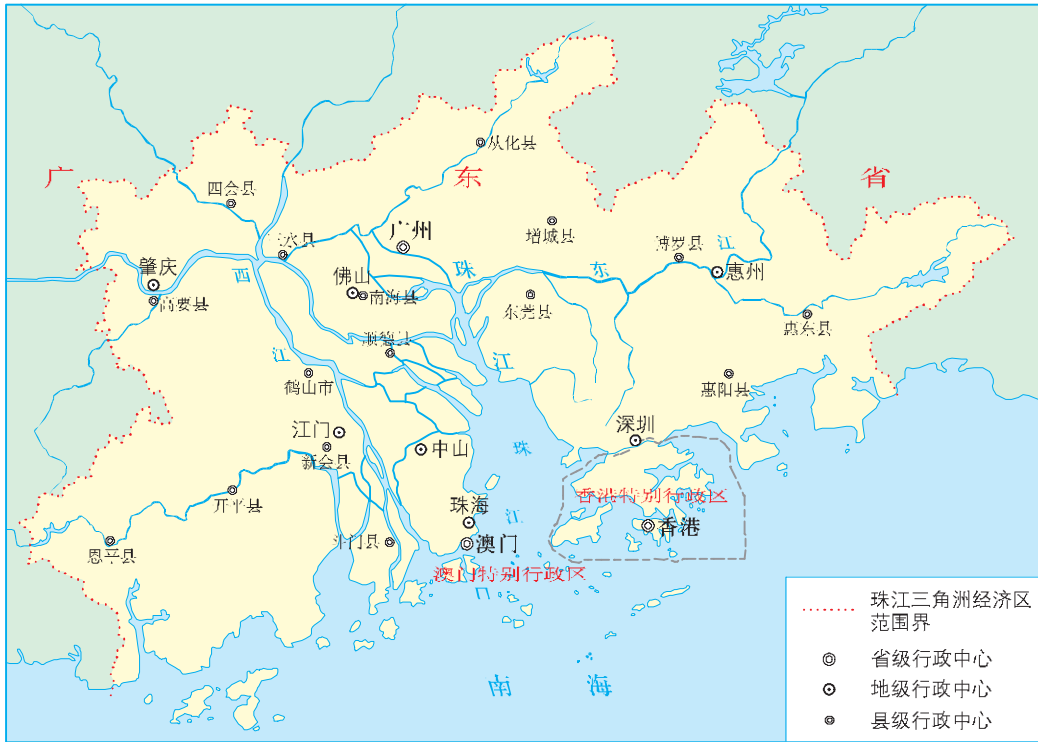 广 东 省
从化县
四会县
广州
增城县
水县
博罗县
江
肇庆
西
佛山
珠
东
惠州
高要县
南海县
东莞县
惠东县
顺德县
江
江
鹤山市
惠阳县
江门
深圳
新会县
中山
珠
开平县
香港特别行政区
珠海
江
香港
恩平县
斗门县
澳门
澳门特别行政区
口
南 海
珠江三角洲经济区
范围界
省级行政中心
地级行政中心
县级行政中心